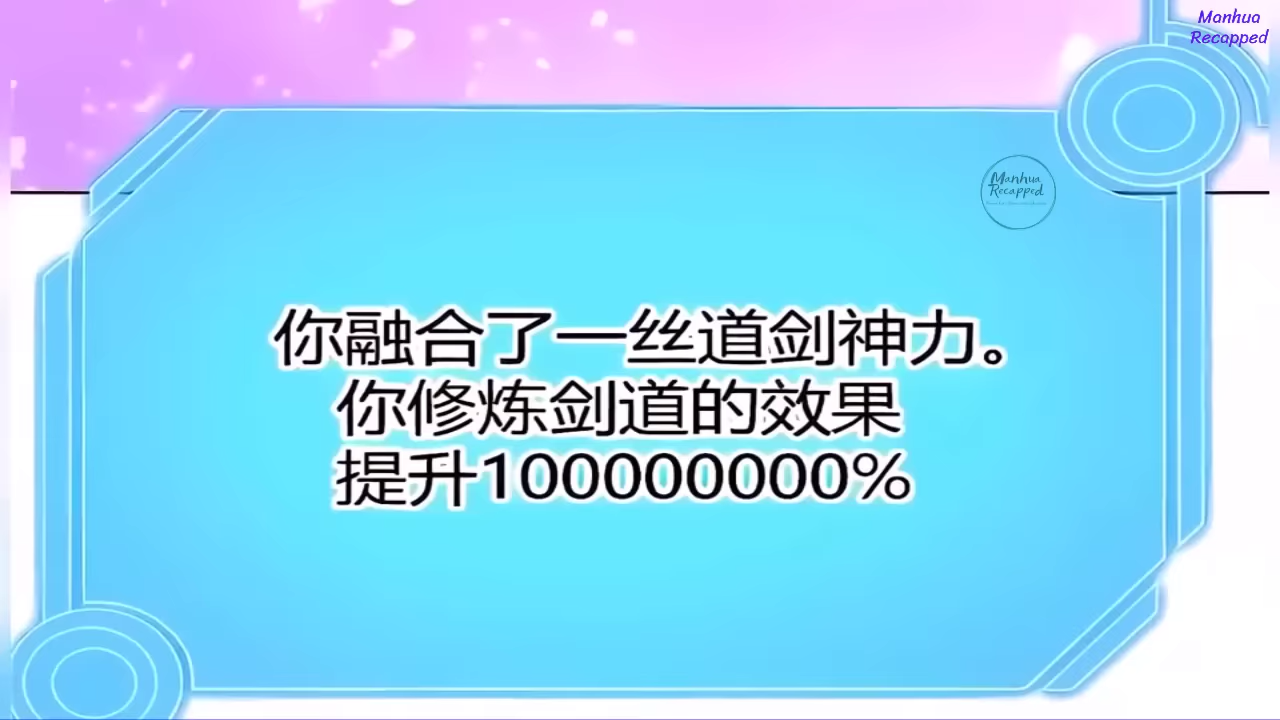 Manhua
Recapped
Manhua
Recapped
你融合了一丝道剑神力。
你修炼剑道的效果
提升100000000%